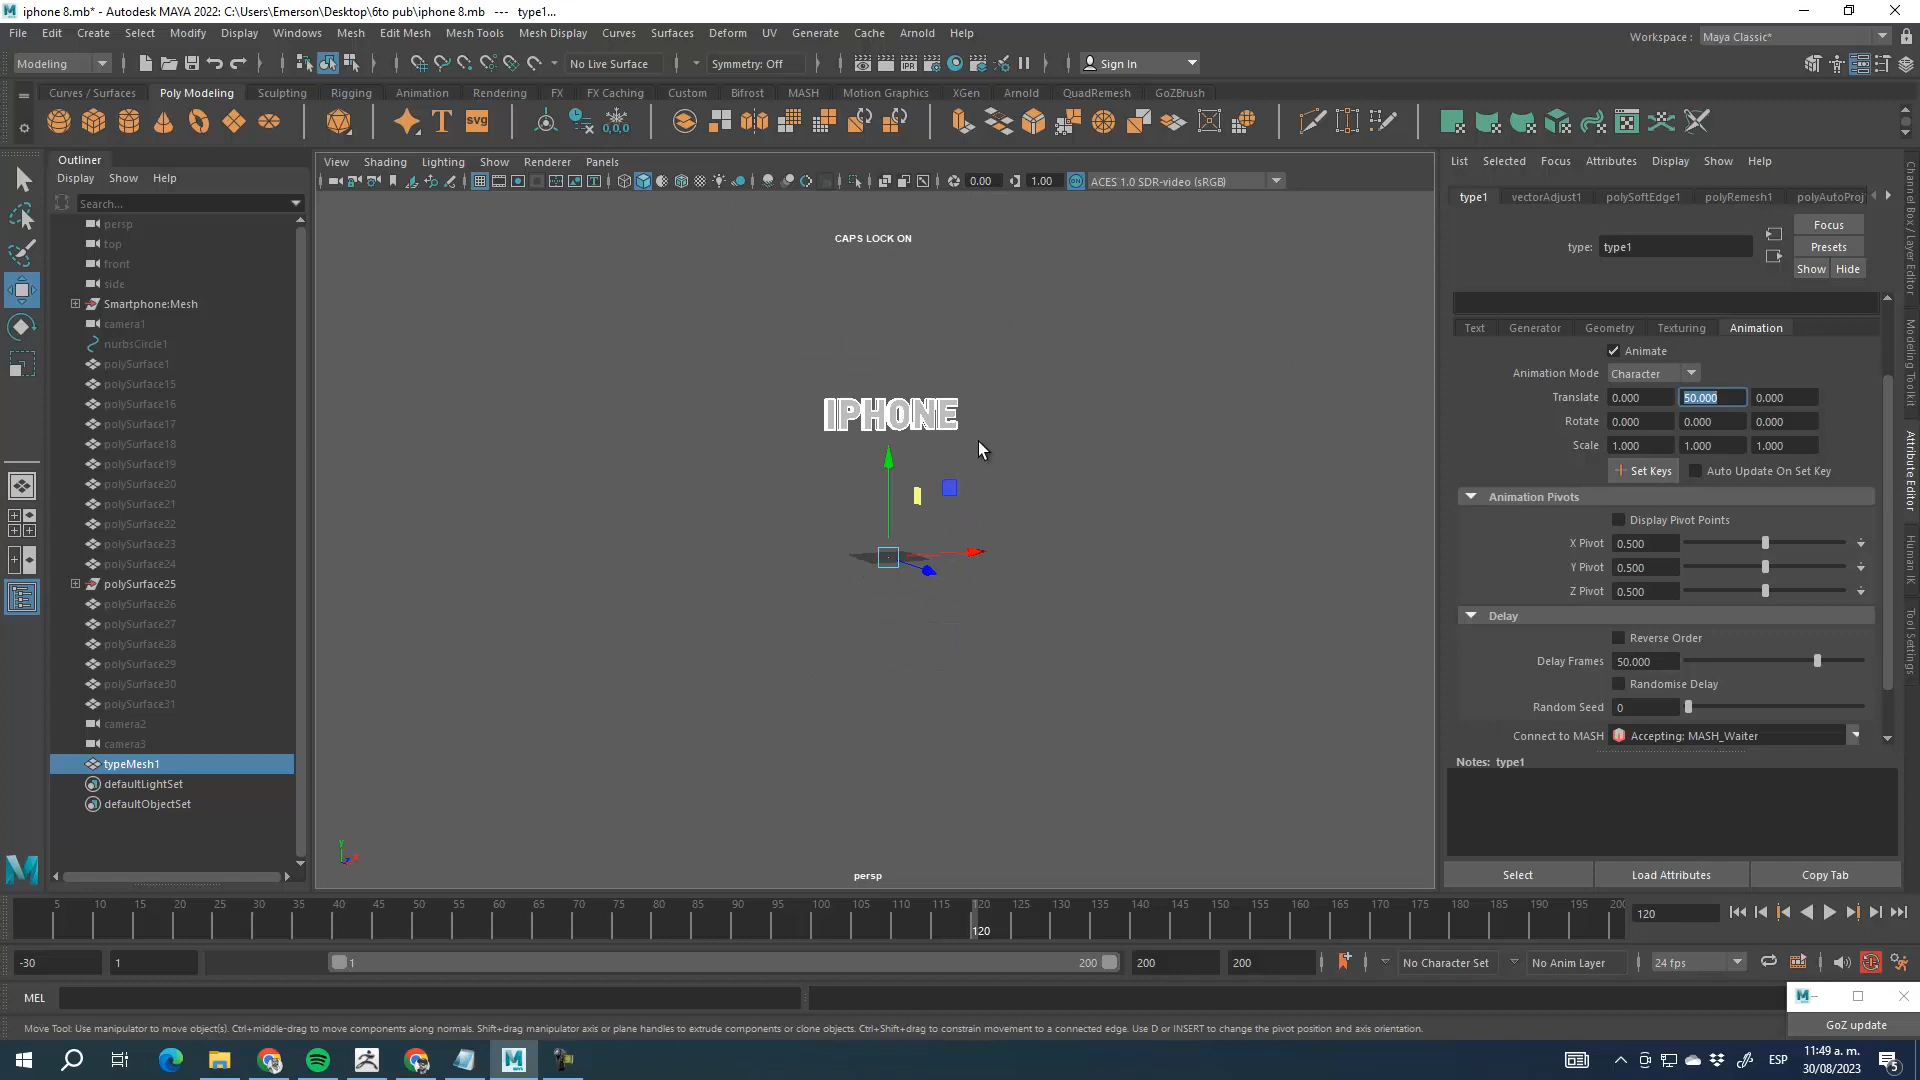 iphone 8.mb* - Autodesk MAYA 2022: C:\Users\Emerson\Desktop\6to pub\iphone 8.mb --- type1...
File Edit Create Select Modify Display Windows Mesh Edit Mesh Mesh Tools Mesh Display Curves Surfaces Deform UV Generate Cache Arnold Help
Workspace : Maya Classic*
Modeling No Live Surface Symmetry: Off Sign In
Curves / Surfaces Poly Modeling Sculpting Rigging Animation Rendering FX FX Caching Custom Bifrost MASH Motion Graphics XGen Arnold QuadRemesh GoZBrush
Outliner
Display Show Help
Search...
persp
top
front
side
Smartphone:Mesh
camera1
nurbsCircle1
polySurface1
polySurface15
polySurface16
polySurface17
polySurface18
polySurface19
polySurface20
polySurface21
polySurface22
polySurface23
polySurface24
polySurface25
polySurface26
polySurface27
polySurface28
polySurface29
polySurface30
polySurface31
camera2
camera3
typeMesh1
defaultLightSet
defaultObjectSet
View Shading Lighting Show Renderer Panels
0.00 1.00 ACES 1.0 SDR-video (sRGB)
CAPS LOCK ON
IPHONE
persp
List Selected Focus Attributes Display Show Help
type1 vectorAdjust1 polySoftEdge1 polyRemesh1 polyAutoProj
Focus
type: type1
Presets
Show Hide
Text Generator Geometry Texturing Animation
Animate
Animation Mode Character
Translate 0.000 50.000 0.000
Rotate 0.000 0.000 0.000
Scale 1.000 1.000 1.000
Set Keys Auto Update On Set Key
Animation Pivots
Display Pivot Points
X Pivot 0.500
Y Pivot 0.500
Z Pivot 0.500
Delay
Reverse Order
Delay Frames 50.000
Randomise Delay
Random Seed 0
Connect to MASH Accepting: MASH_Waiter
Notes: type1
Select Load Attributes Copy Tab
Channel Box / Layer Editor
Modeling Toolkit
Attribute Editor
Human IK
Tool Settings
5 10 15 20 25 30 35 40 45 50 55 60 65 70 75 80 85 90 95 100 105 110 115 120 125 130 135 140 145 150 155 160 165 170 175 180 185 190 195 200
120
120
-30 1 1 200 200 200 No Character Set No Anim Layer 24 fps
MEL
Move Tool: Use manipulator to move object(s). Ctrl+middle-drag to move components along normals. Shift+drag manipulator axis or plane handles to extrude components or clone objects. Ctrl+Shift+drag to constrain movement to a connected edge. Use D or INSERT to change the pivot position and axis orientation.
GoZ update
ESP
11:49 a. m.
30/08/2023
5